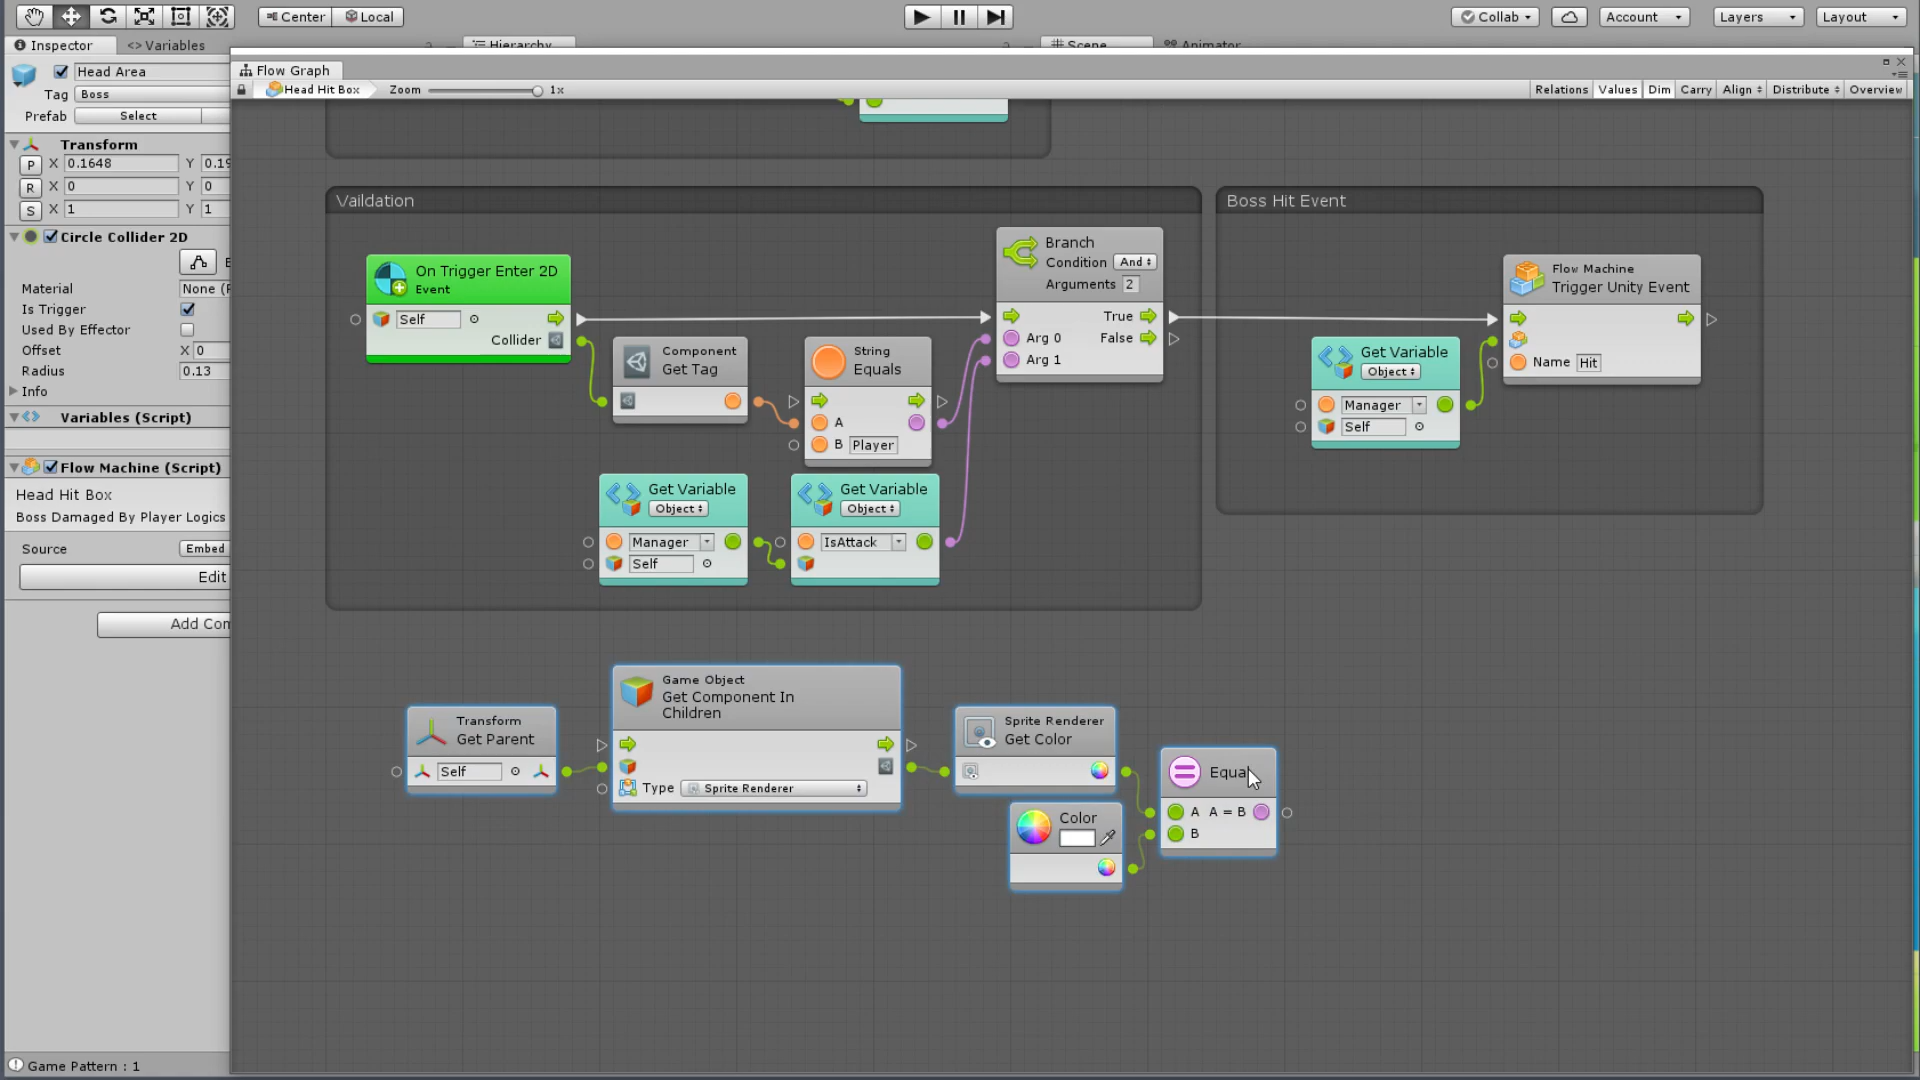 Center
Local
Collab
Account
Layers
Layout
Inspector
<> Variables
Hierarchy
Scene
Animator
Head Area
Tag Boss
Prefab Select
Transform
P X 0.1648 Y 0.19
R X 0 Y 0
S X 1 Y 1
Circle Collider 2D
Material None (P
Is Trigger
Used By Effector
Offset X 0
Radius 0.13
Info
Variables (Script)
Flow Machine (Script)
Head Hit Box
Boss Damaged By Player Logics
Source Embed
Edit
Add Com
Game Pattern : 1
Flow Graph
Head Hit Box Zoom 1x
Relations Values Dim Carry Align Distribute Overview
Vaildation
On Trigger Enter 2D
Event
Self
Collider
Component
Get Tag
String
Equals
A
B Player
Branch
Condition And
Arguments 2
True
Arg 0 False
Arg 1
Get Variable
Object
Manager
Self
Get Variable
Object
IsAttack
Boss Hit Event
Get Variable
Object
Manager
Self
Flow Machine
Trigger Unity Event
Name Hit
Transform
Get Parent
Self
Game Object
Get Component In
Children
Type Sprite Renderer
Sprite Renderer
Get Color
Color
Equal
A A = B
B